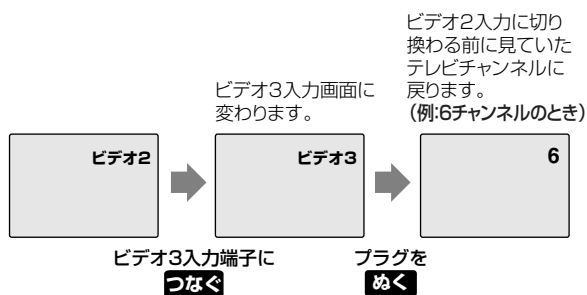 ビデオ2入力に切り
換わる前に見ていた
テレビチャンネルに
戻ります。
(例:6チャンネルのとき)
ビデオ3入力画面に
変わります。
ビデオ2
ビデオ3
6
ビデオ3入力端子に
つなぐ
プラグを
ぬく